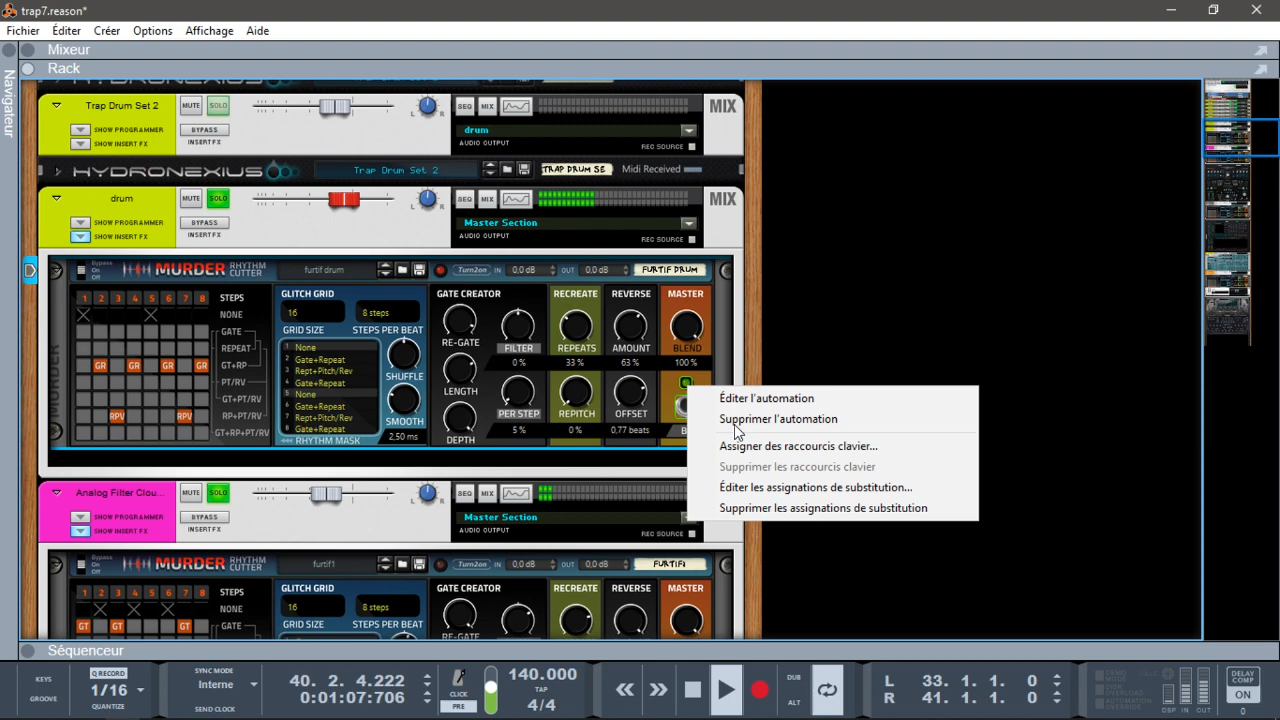 trap7.reason*
Fichier Éditer Créer Options Affichage Aide
Mixeur
Rack
Navigateur
HYDRONEXIUS
Trap Drum Set 2 MUTE SOLO L R SEQ MIX MIX
SHOW PROGRAMMER BYPASS drum
SHOW INSERT FX INSERT FX AUDIO OUTPUT REC SOURCE
HYDRONEXIUS Trap Drum Set 2 TRAP DRUM SE Midi Received
drum MUTE SOLO L R SEQ MIX MIX
SHOW PROGRAMMER BYPASS Master Section
SHOW INSERT FX INSERT FX AUDIO OUTPUT REC SOURCE
Bypass
On
Off
MURDER RHYTHM CUTTER furtif drum Turn2on IN 0,0 dB OUT 0,0 dB FURTIF DRUM
MURDER
1 2 3 4 5 6 7 8 STEPS
NONE
GATE
REPEAT
GR GR GR GR GT+RP
PT/RV
GT+PT/RV
RPV RPV RP+PT/RV
GT+RP+PT/RV
GLITCH GRID
16 8 steps
GRID SIZE STEPS PER BEAT
1 None
2 Gate+Repeat
3 Rept+Pitch/Rev
4 Gate+Repeat
5 None
6 Gate+Repeat
7 Rept+Pitch/Rev
8 Gate+Repeat
RHYTHM MASK
SHUFFLE
SMOOTH
2,50 ms
GATE CREATOR RECREATE REVERSE MASTER
RE-GATE FILTER REPEATS AMOUNT BLEND
0 % 33 % 63 % 100 %
LENGTH
PER STEP REPITCH OFFSET
DEPTH 5 % 0 % 0,77 beats B
Éditer l'automation
Supprimer l'automation
Assigner des raccourcis clavier...
Supprimer les raccourcis clavier
Éditer les assignations de substitution...
Supprimer les assignations de substitution
Analog Filter Clou... MUTE SOLO L R SEQ MIX
SHOW PROGRAMMER BYPASS Master Section
SHOW INSERT FX INSERT FX AUDIO OUTPUT REC SOURCE
Bypass
On
Off
MURDER RHYTHM CUTTER furtif1 Turn2on IN 0,0 dB OUT 0,0 dB FURTIF1
1 2 3 4 5 6 7 8 STEPS
NONE
GT GT GT GATE
GLITCH GRID
16 8 steps
GRID SIZE STEPS PER BEAT
GATE CREATOR RECREATE REVERSE MASTER
Séquenceur
KEYS
GROOVE
Q RECORD
1/16
QUANTIZE
SYNC MODE
Interne
SEND CLOCK
40. 2. 4.222
0:01:07:706
CLICK
PRE
140.000
TAP
4/4
DUB
ALT
L 33. 1. 1. 0
R 41. 1. 1. 0
DSP IN OUT
DELAY
COMP
ON
0